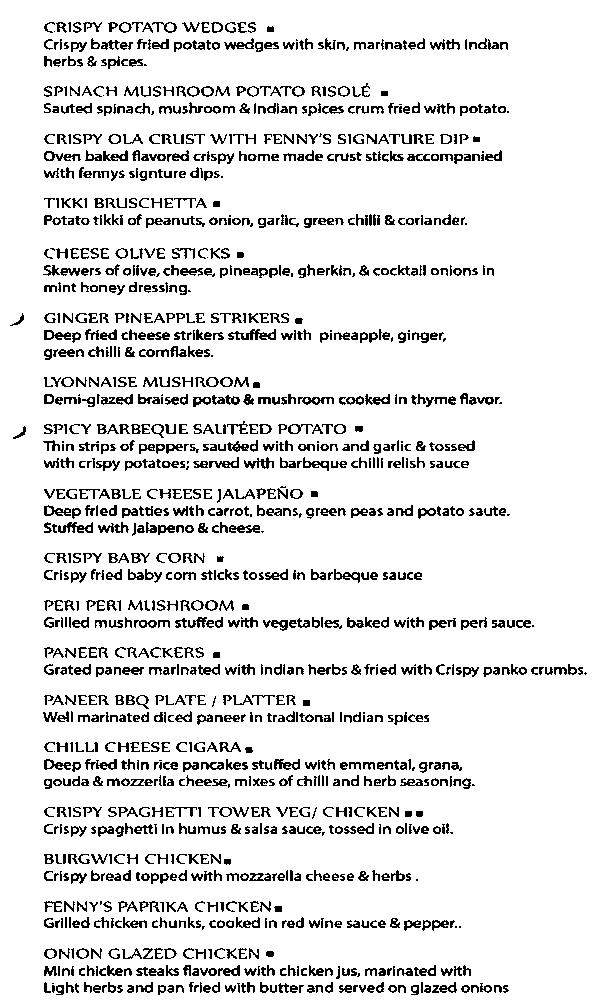 CRISPY POTATO WEDGES
Crispy batter fried potato wedges with skin, marinated with Indian
herbs & spices.
SPINACH MUSHROOM POTATO RISOLÉ
Sauted spinach, mushroom & Indian spices crum fried with potato.
CRISPY OLA CRUST WITH FENNY'S SIGNATURE DIP
Oven baked flavored crispy home made crust sticks accompanied
with fennys signture dips.
TIKKI BRUSCHETTA
Potato tikki of peanuts, onion, garlic, green chilli & coriander.
CHEESE OLIVE STICKS
Skewers of olive, cheese, pineapple, gherkin, & cocktail onions in
mint honey dressing.
GINGER PINEAPPLE STRIKERS
Deep fried cheese strikers stuffed with pineapple, ginger,
green chilli & cornflakes.
LYONNAISE MUSHROOM
Demi-glazed braised potato & mushroom cooked in thyme flavor.
SPICY BARBEQUE SAUTÉED POTATO
Thin strips of peppers, sautéed with onion and garlic & tossed
with crispy potatoes; served with barbeque chilli relish sauce
VEGETABLE CHEESE JALAPEÑO
Deep fried patties with carrot, beans, green peas and potato saute.
Stuffed with jalapeno & cheese.
CRISPY BABY CORN
Crispy fried baby corn sticks tossed in barbeque sauce
PERI PERI MUSHROOM
Grilled mushroom stuffed with vegetables, baked with peri peri sauce.
PANEER CRACKERS
Grated paneer marinated with indian herbs & fried with Crispy panko crumbs.
PANEER BBQ PLATE / PLATTER
Well marinated diced paneer in traditonal Indian spices
CHILLI CHEESE CIGARA
Deep fried thin rice pancakes stuffed with emmental, grana,
gouda & mozzerlla cheese, mixes of chilli and herb seasoning.
CRISPY SPAGHETTI TOWER VEG/ CHICKEN
Crispy spaghetti in humus & salsa sauce, tossed in olive oil.
BURGWICH CHICKEN
Crispy bread topped with mozzarella cheese & herbs .
FENNY'S PAPRIKA CHICKEN
Grilled chicken chunks, cooked in red wine sauce & pepper..
ONION GLAZED CHICKEN
Mini chicken steaks flavored with chicken jus, marinated with
Light herbs and pan fried with butter and served on glazed onions